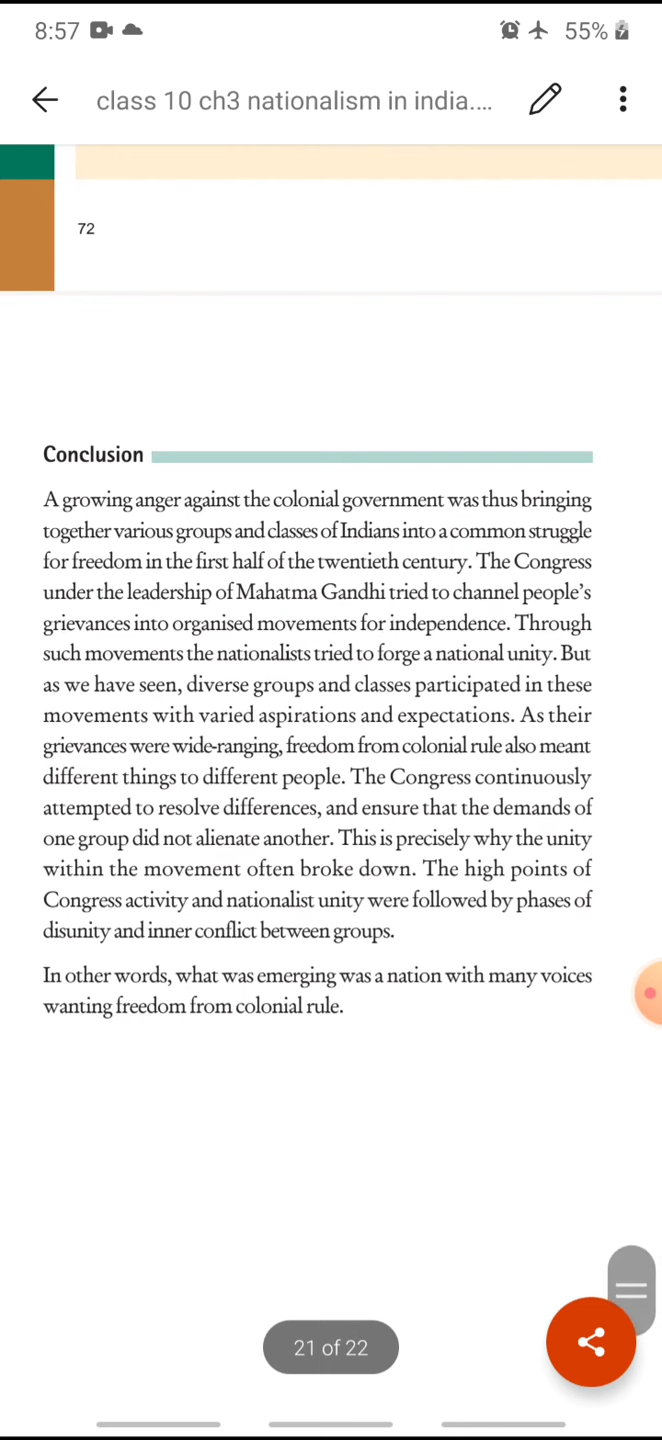 8:57
55%
class 10 ch3 nationalism in india....
72
Conclusion
A growing anger against the colonial government was thus bringing
together various groups and classes of Indians into a common struggle
for freedom in the first half of the twentieth century. The Congress
under the leadership of Mahatma Gandhi tried to channel people's
grievances into organised movements for independence. Through
such movements the nationalists tried to forge a national unity. But
as we have seen, diverse groups and classes participated in these
movements with varied aspirations and expectations. As their
grievances were wide-ranging, freedom from colonial rule also meant
different things to different people. The Congress continuously
attempted to resolve differences, and ensure that the demands of
one group did not alienate another. This is precisely why the unity
within the movement often broke down. The high points of
Congress activity and nationalist unity were followed by phases of
disunity and inner conflict between groups.
In other words, what was emerging was a nation with many voices
wanting freedom from colonial rule.
21 of 22